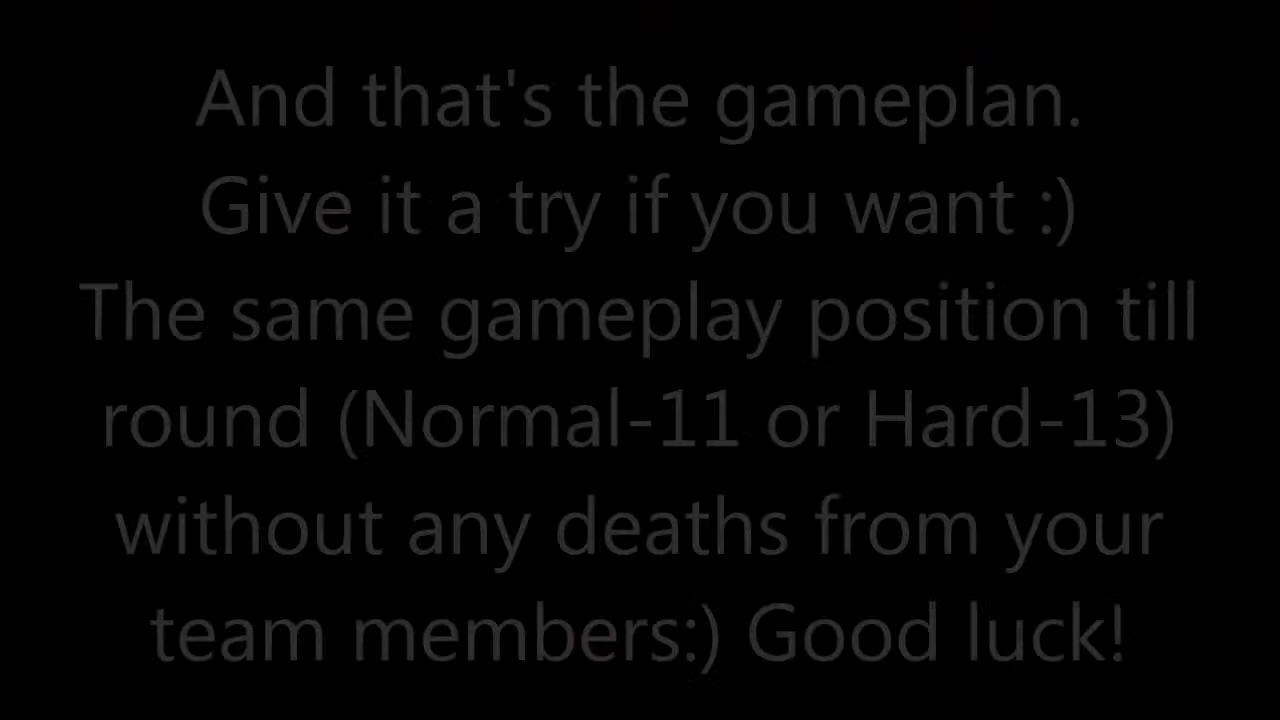 And that's the gameplan.
Give it a try if you want :)
The same gameplay position till
round (Normal-11 or Hard-13)
without any deaths from your
team members:) Good luck!